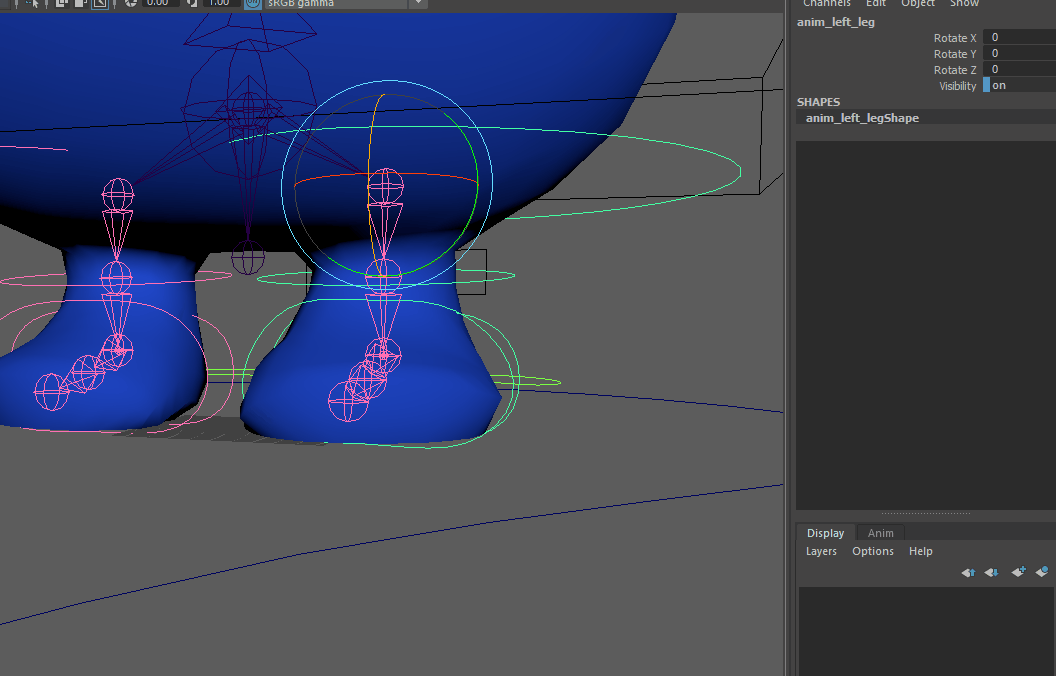 0.00 1.00 sRGB gamma
Channels Edit Object Show
anim_left_leg
Rotate X 0
Rotate Y 0
Rotate Z 0
Visibility on
SHAPES
anim_left_legShape
Display Anim
Layers Options Help